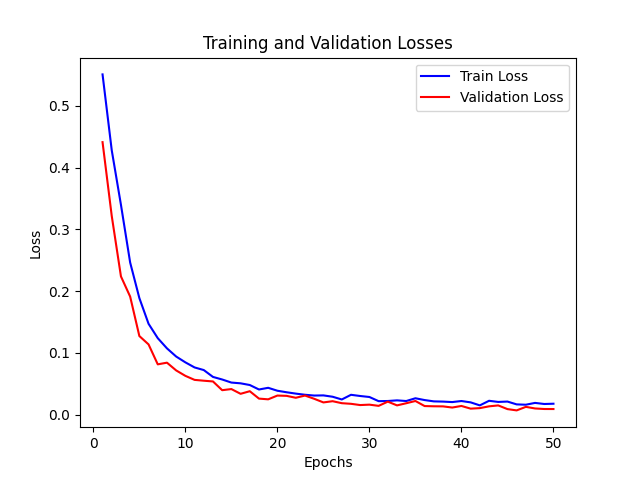 Training and Validation Losses
Train Loss
Validation Loss
0.5
0.4
0.3
0.2
0.1
0.0
Loss
0 10 20 30 40 50
Epochs